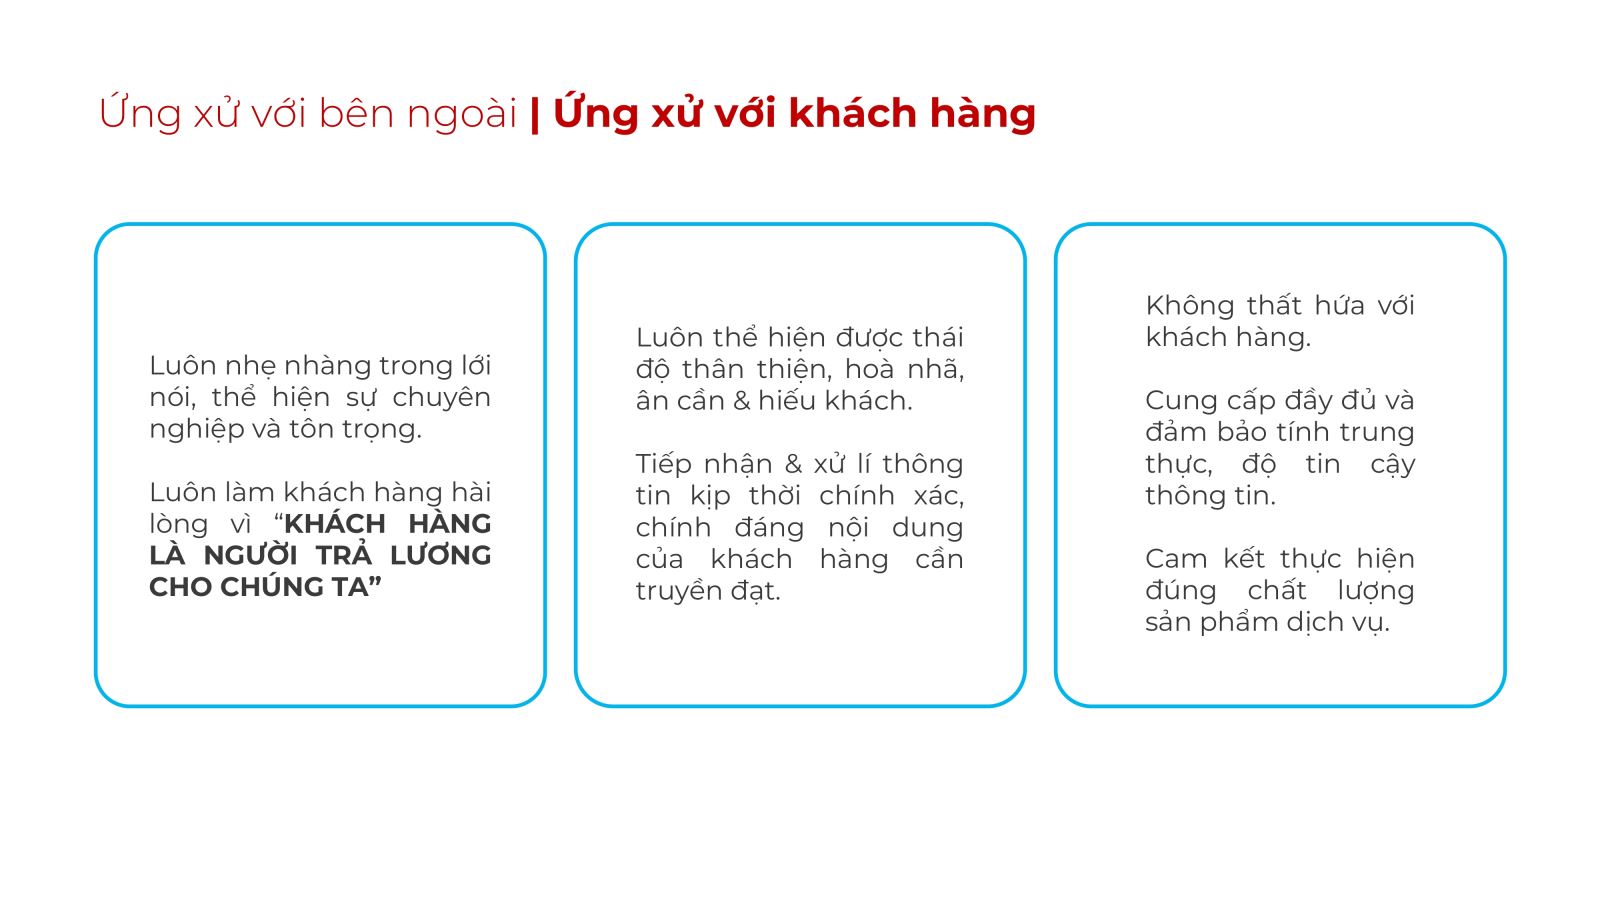 Ứng xử với bên ngoài | Ứng xử với khách hàng
Luôn nhẹ nhàng trong lới
nói, thể hiện sự chuyên
nghiệp và tôn trọng.
Luôn làm khách hàng hài
lòng vì “KHÁCH HÀNG
LÀ NGƯỜI TRẢ LƯƠNG
CHO CHÚNG TA”
Luôn thể hiện được thái
độ thân thiện, hoà nhã,
ân cần & hiếu khách.
Tiếp nhận & xử lí thông
tin kịp thời chính xác,
chính đáng nội dung
của khách hàng cần
truyền đạt.
Không thất hứa với
khách hàng.
Cung cấp đầy đủ và
đảm bảo tính trung
thực, độ tin cậy
thông tin.
Cam kết thực hiện
đúng chất lượng
sản phẩm dịch vụ.